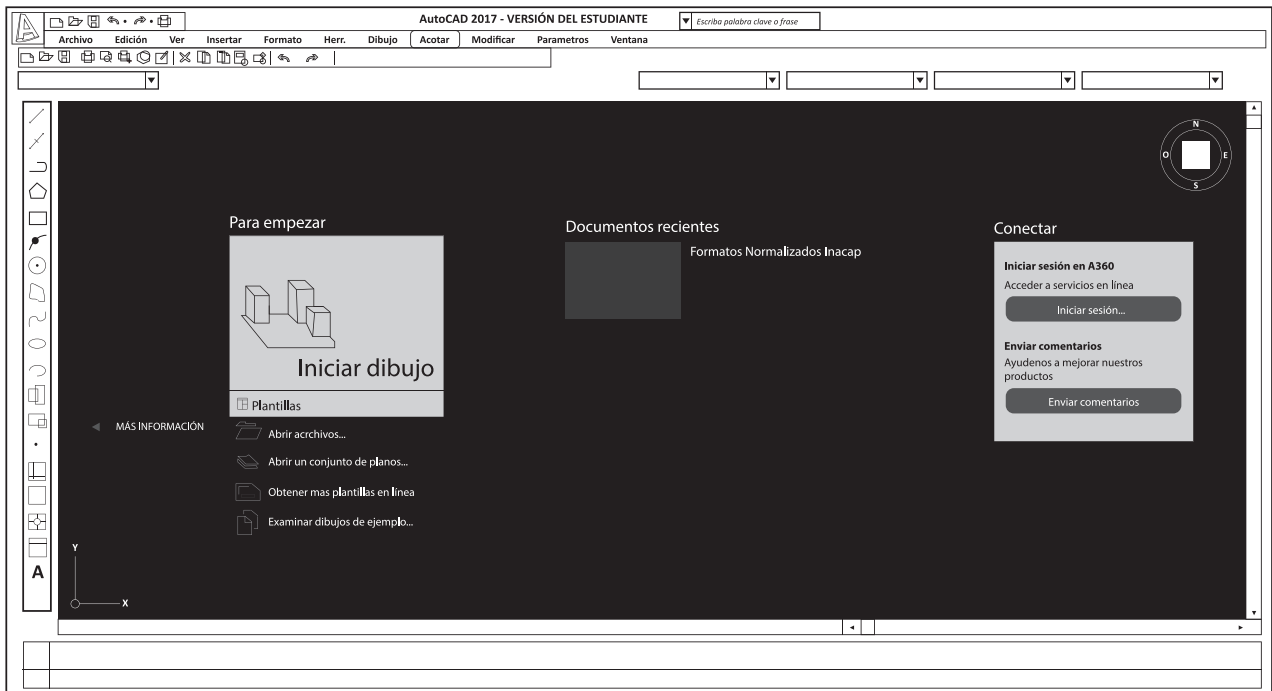 AutoCAD 2017 - VERSIÓN DEL ESTUDIANTE
Escriba palabra clave o frase
Archivo Edición Ver Insertar Formato Herr. Dibujo Acotar Modificar Parametros Ventana
N
O E
S
Para empezar
Iniciar dibujo
Plantillas
MÁS INFORMACIÓN
Abrir acrchivos...
Abrir un conjunto de planos...
Obtener mas plantillas en línea
Examinar dibujos de ejemplo...
Documentos recientes
Formatos Normalizados Inacap
Conectar
Iniciar sesión en A360
Acceder a servicios en línea
Iniciar sesión...
Enviar comentarios
Ayudenos a mejorar nuestros
productos
Enviar comentarios
A
Y
X